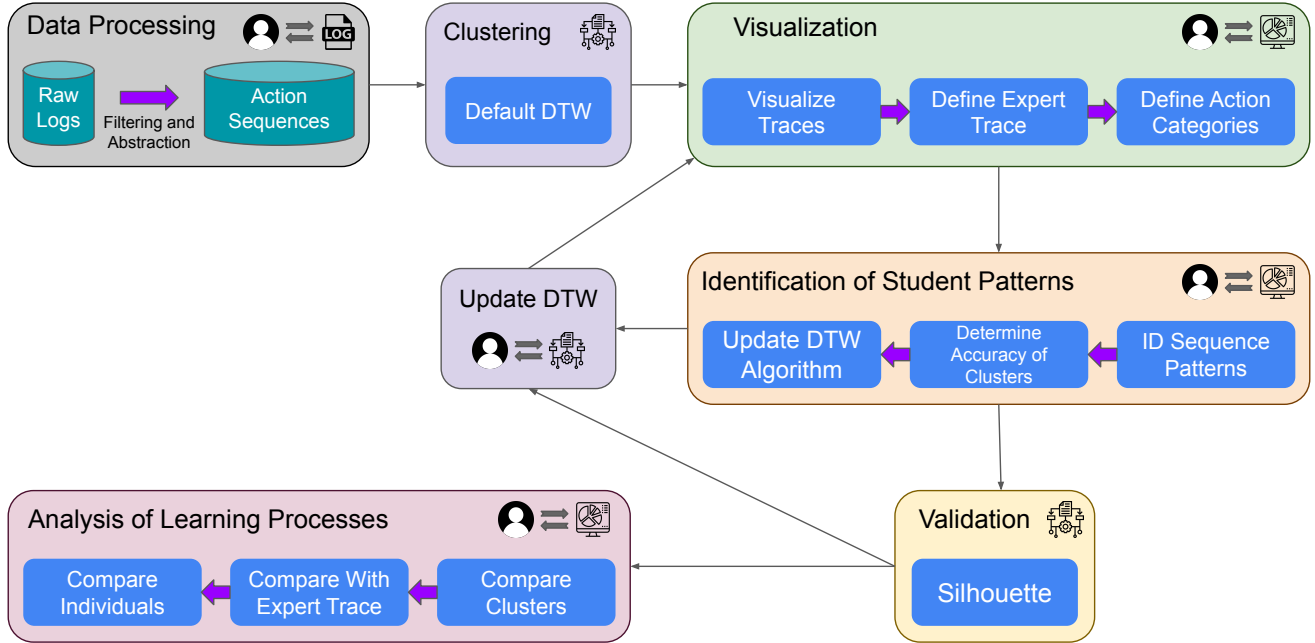 Data Processing
LOG
Raw
Logs
Filtering and
Abstraction
Action
Sequences
Clustering
Default DTW
Visualization
Visualize
Traces
Define Expert
Trace
Define Action
Categories
Update DTW
Identification of Student Patterns
Update DTW
Algorithm
Determine
Accuracy of
Clusters
ID Sequence
Patterns
Analysis of Learning Processes
Compare
Individuals
Compare With
Expert Trace
Compare
Clusters
Validation
Silhouette